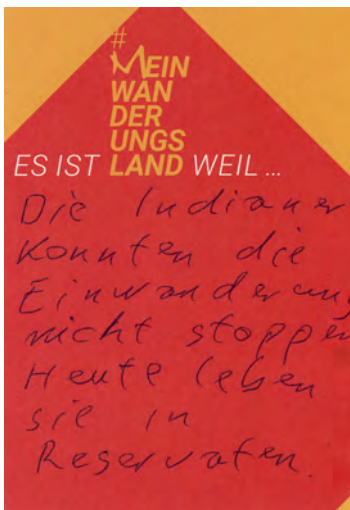 #
MEIN
WAN
DER
UNGS
ES IST LAND WEIL ...
Die Indianer
konnten die
Einwanderung
nicht stoppen
Heute leben
sie in
Reservaten.